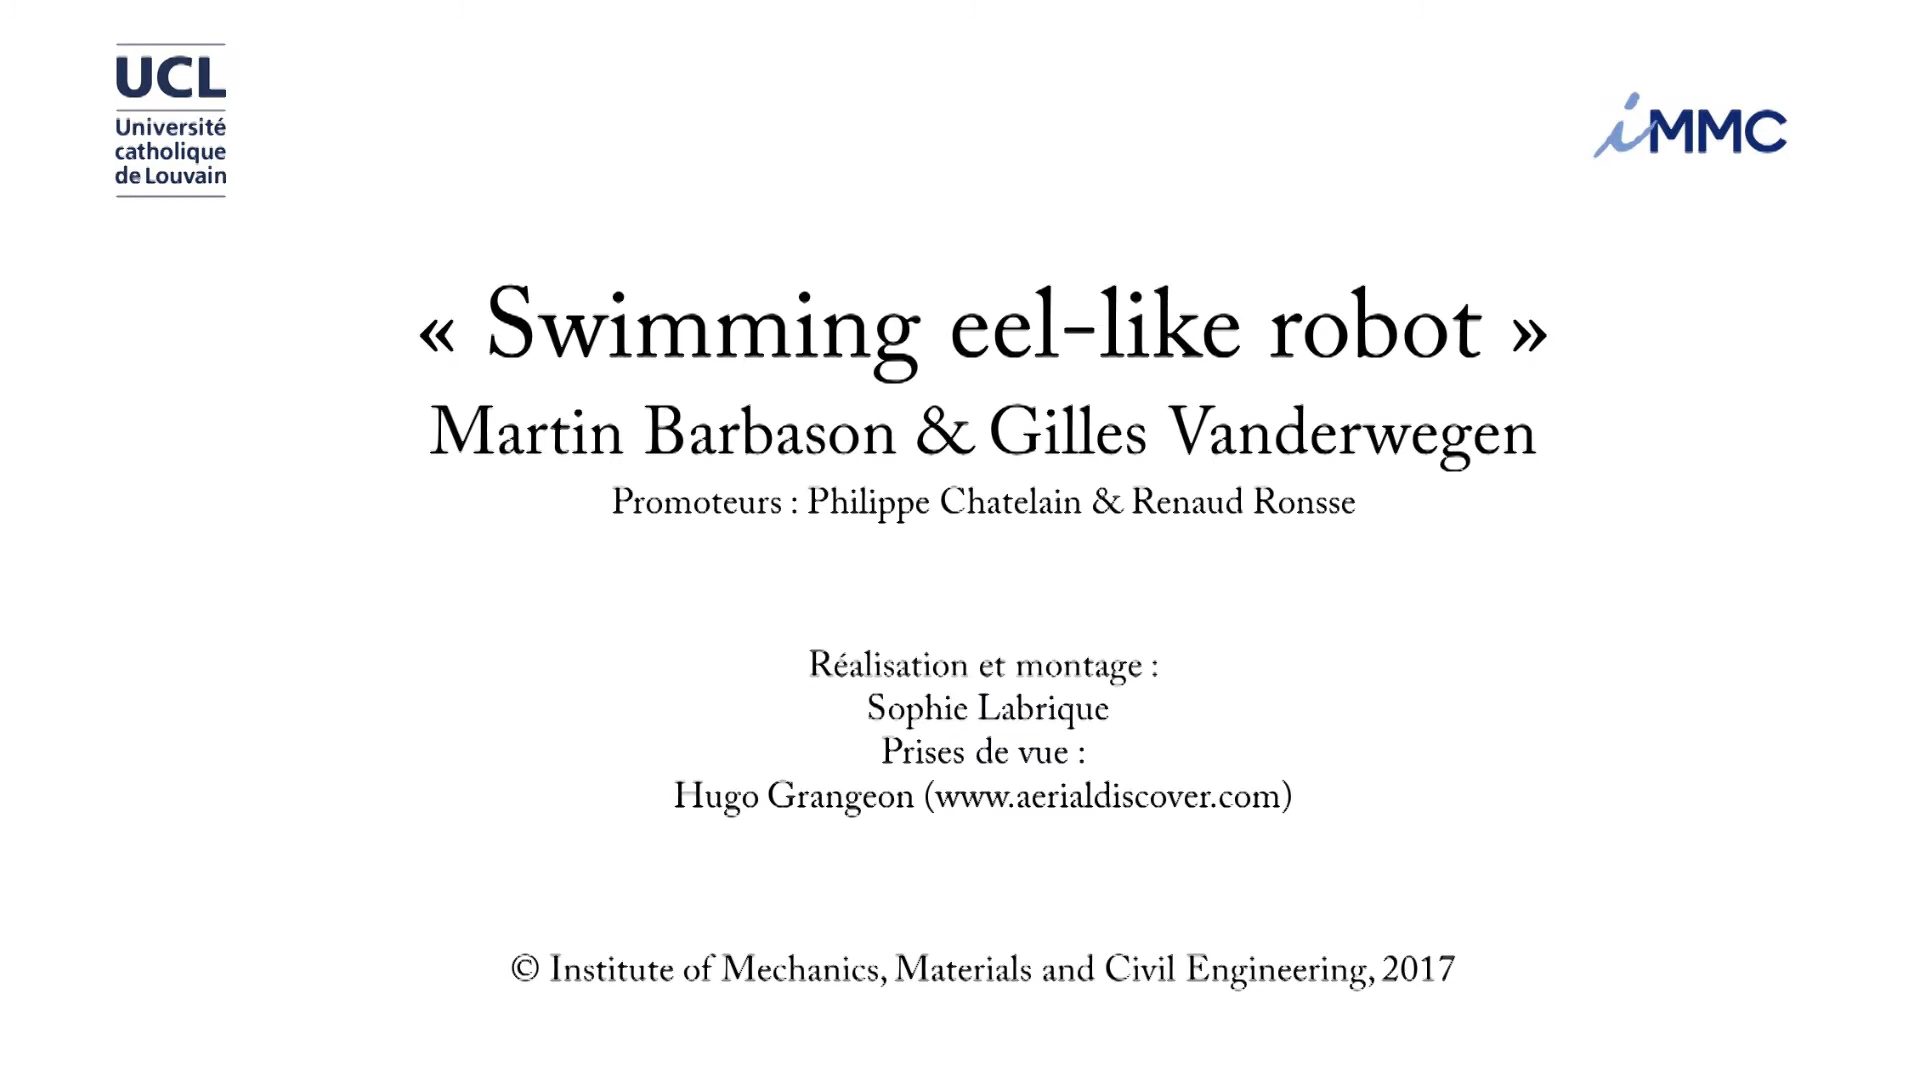 UCL
Université
catholique
de Louvain
iMMC
« Swimming eel-like robot »
Martin Barbason & Gilles Vanderwegen
Promoteurs : Philippe Chatelain & Renaud Ronsse
Réalisation et montage :
Sophie Labrique
Prises de vue :
Hugo Grangeon (www.aerialdiscover.com)
© Institute of Mechanics, Materials and Civil Engineering, 2017